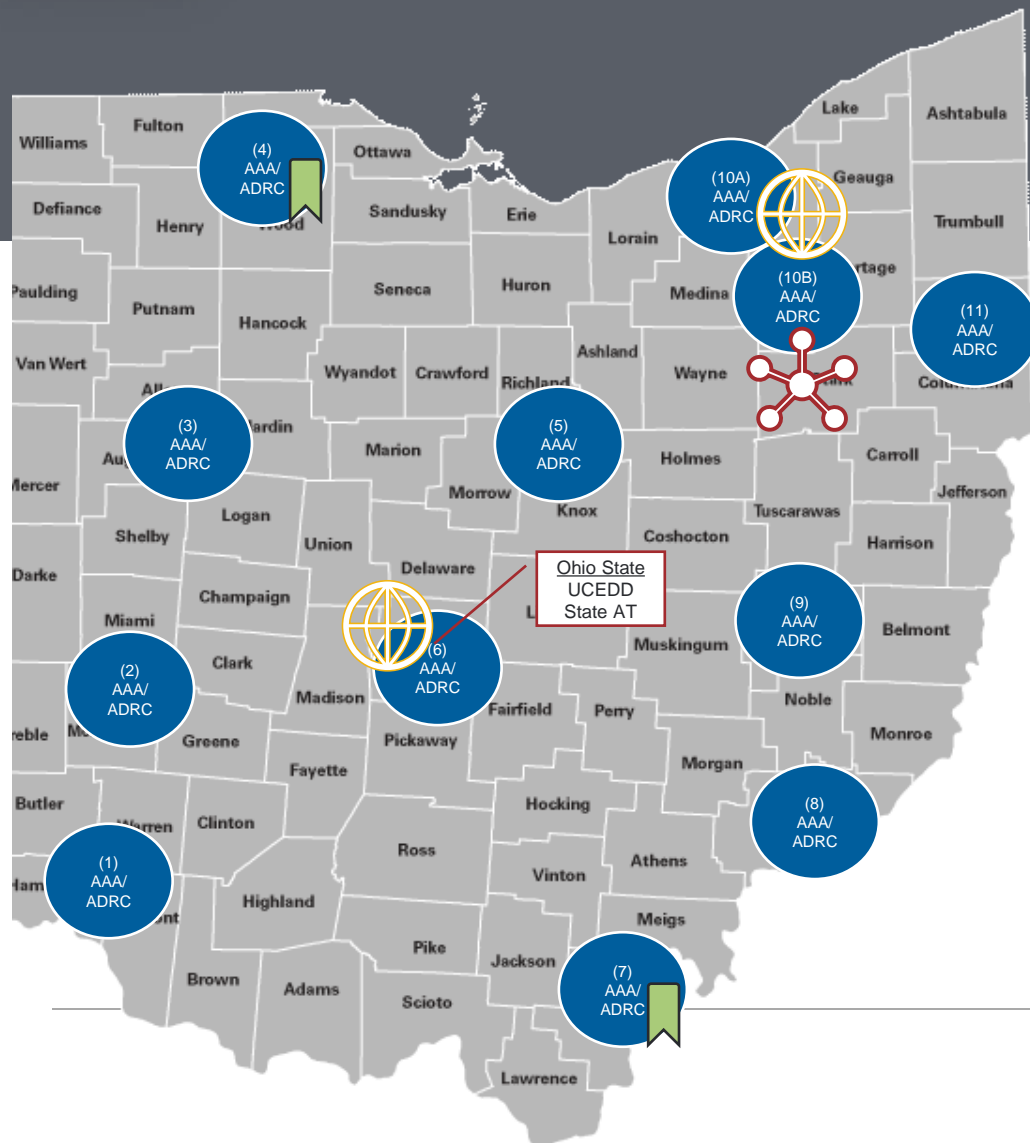 Lake
Ashtabula
Williams
Fulton
Ottawa
(4)
AAA/
ADRC
Geauga
(10A)
AAA/
ADRC
Defiance
Henry
Wood
Sandusky
Erie
Lorain
Trumbull
Paulding
Putnam
Seneca
Huron
Medina
(10B)
AAA/
ADRC
rtage
(11)
AAA/
ADRC
Hancock
Van Wert
Wyandot
Crawford
Richland
Ashland
Wayne
(3)
AAA/
ADRC
ardin
Marion
(5)
AAA/
ADRC
Holmes
Carroll
Mercer
Morrow
Knox
Jefferson
Shelby
Logan
Union
Coshocton
Tuscarawas
Harrison
Darke
Champaign
Delaware
Ohio State
UCEDD
State AT
Miami
Clark
Madison
(6)
AAA/
ADRC
Muskingum
(9)
AAA/
ADRC
Belmont
(2)
AAA/
ADRC
reble
Greene
Pickaway
Fairfield
Perry
Noble
Monroe
Fayette
Morgan
Butler
Warren
Clinton
Hocking
(8)
AAA/
ADRC
Ross
Athens
(1)
AAA/
ADRC
Ham
ont
Highland
Vinton
Meigs
Pike
Jackson
(7)
AAA/
ADRC
Brown
Adams
Scioto
Lawrence